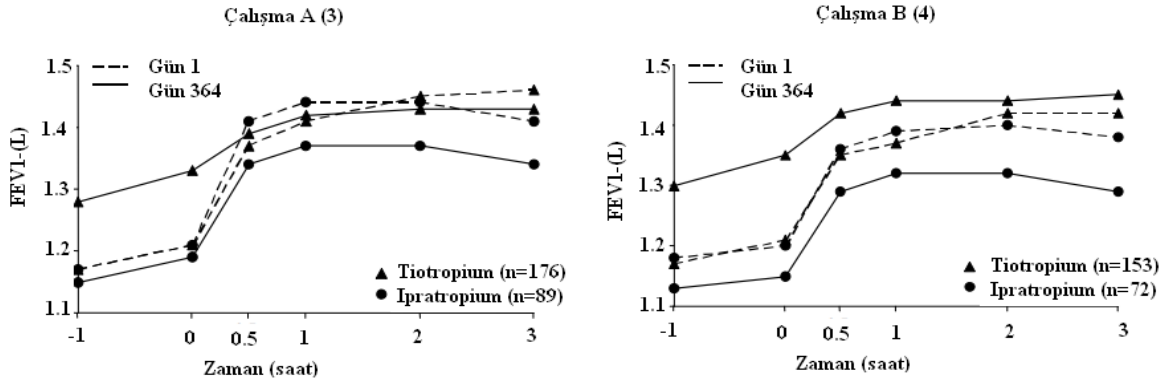 Çalışma A (3)
1.5
Gün 1
Gün 364
1.4
1.3
1.2
1.1
FEV1-(L)
Tiotropium (n=176)
Ipratropium (n=89)
-1
0
0.5
1
2
3
Zaman (saat)
Çalışma B (4)
1.5
Gün 1
Gün 364
1.4
1.3
1.2
1.1
FEV1-(L)
Tiotropium (n=153)
Ipratropium (n=72)
-1
0
0.5
1
2
3
Zaman (saat)